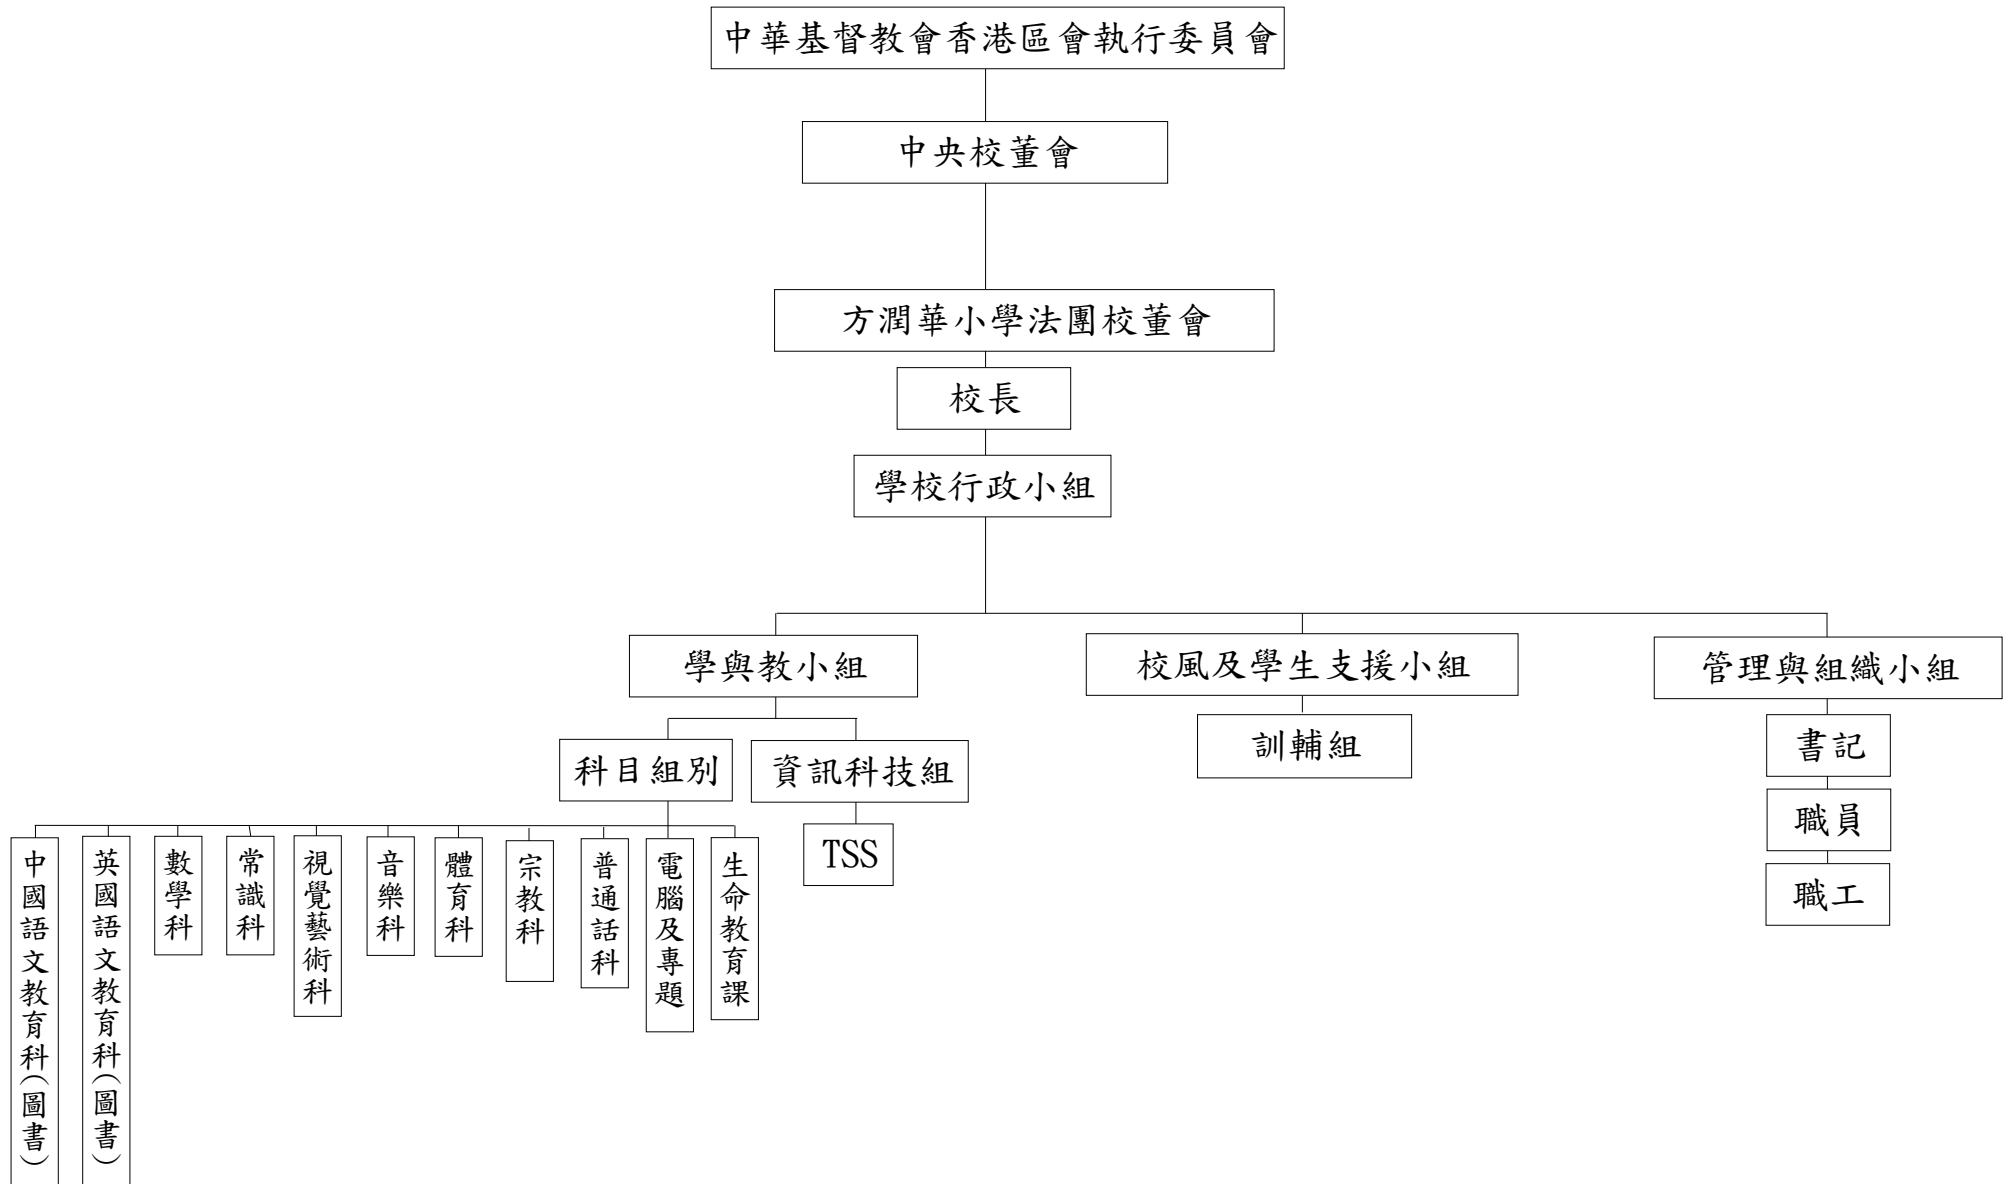 中華基督教會香港區會執行委員會
中央校董會
方潤華小學法團校董會
校長
學校行政小組
學與教小組
校風及學生支援小組
管理與組織小組
科目組別
資訊科技組
訓輔組
書記
職員
職工
TSS
中國語文教育科(圖書)
英國語文教育科(圖書)
數學科
常識科
視覺藝術科
音樂科
體育科
宗教科
普通話科
電腦及專題
生命教育課